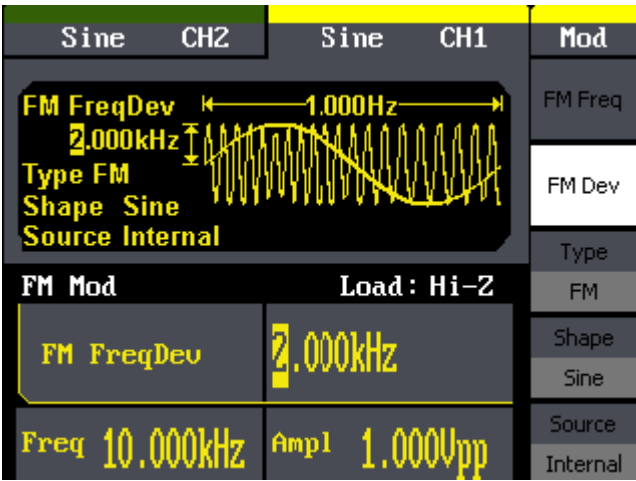 Sine CH2 Sine CH1 Mod
FM FreqDev 1.000Hz
2.000kHz
Type FM
Shape Sine
Source Internal
FM Freq
FM Dev
Type
FM
Shape
Sine
Source
Internal
FM Mod Load: Hi-Z
FM FreqDev 2.000kHz
Freq 10.000kHz Ampl 1.000Vpp